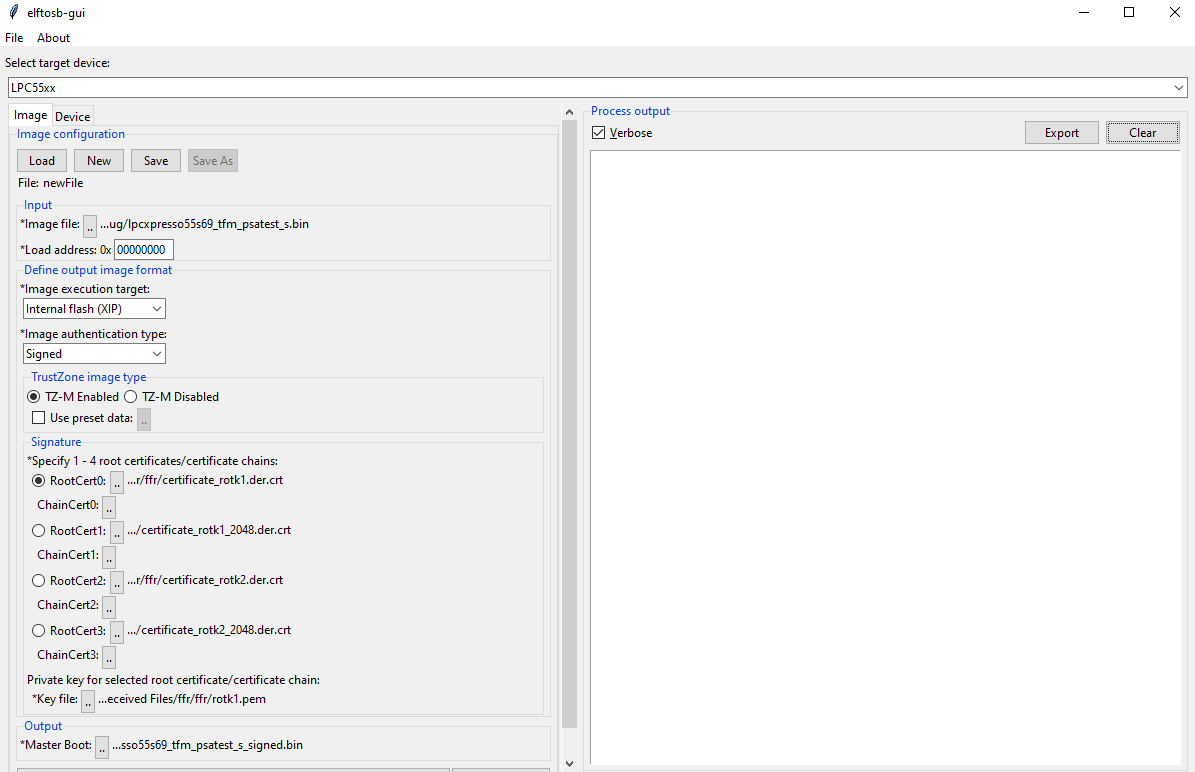 elftosb-gui
File About
Select target device:
LPC55xx
Image Device
Image configuration
Load New Save Save As
File: newFile
Input
*Image file: .. ...ug/lpcxpresso55s69_tfm_psatest_s.bin
*Load address: 0x 00000000
Define output image format
*Image execution target:
Internal flash (XIP)
*Image authentication type:
Signed
TrustZone image type
TZ-M Enabled TZ-M Disabled
Use preset data: ..
Signature
*Specify 1 - 4 root certificates/certificate chains:
RootCert0: .. ...r/ffr/certificate_rotk1.der.crt
ChainCert0: ..
RootCert1: .. .../certificate_rotk1_2048.der.crt
ChainCert1: ..
RootCert2: .. ...r/ffr/certificate_rotk2.der.crt
ChainCert2: ..
RootCert3: .. .../certificate_rotk2_2048.der.crt
ChainCert3: ..
Private key for selected root certificate/certificate chain:
*Key file: .. ...eceived Files/ffr/ffr/rotk1.pem
Output
*Master Boot: .. ...sso55s69_tfm_psatest_s_signed.bin
Process output
Verbose Export Clear